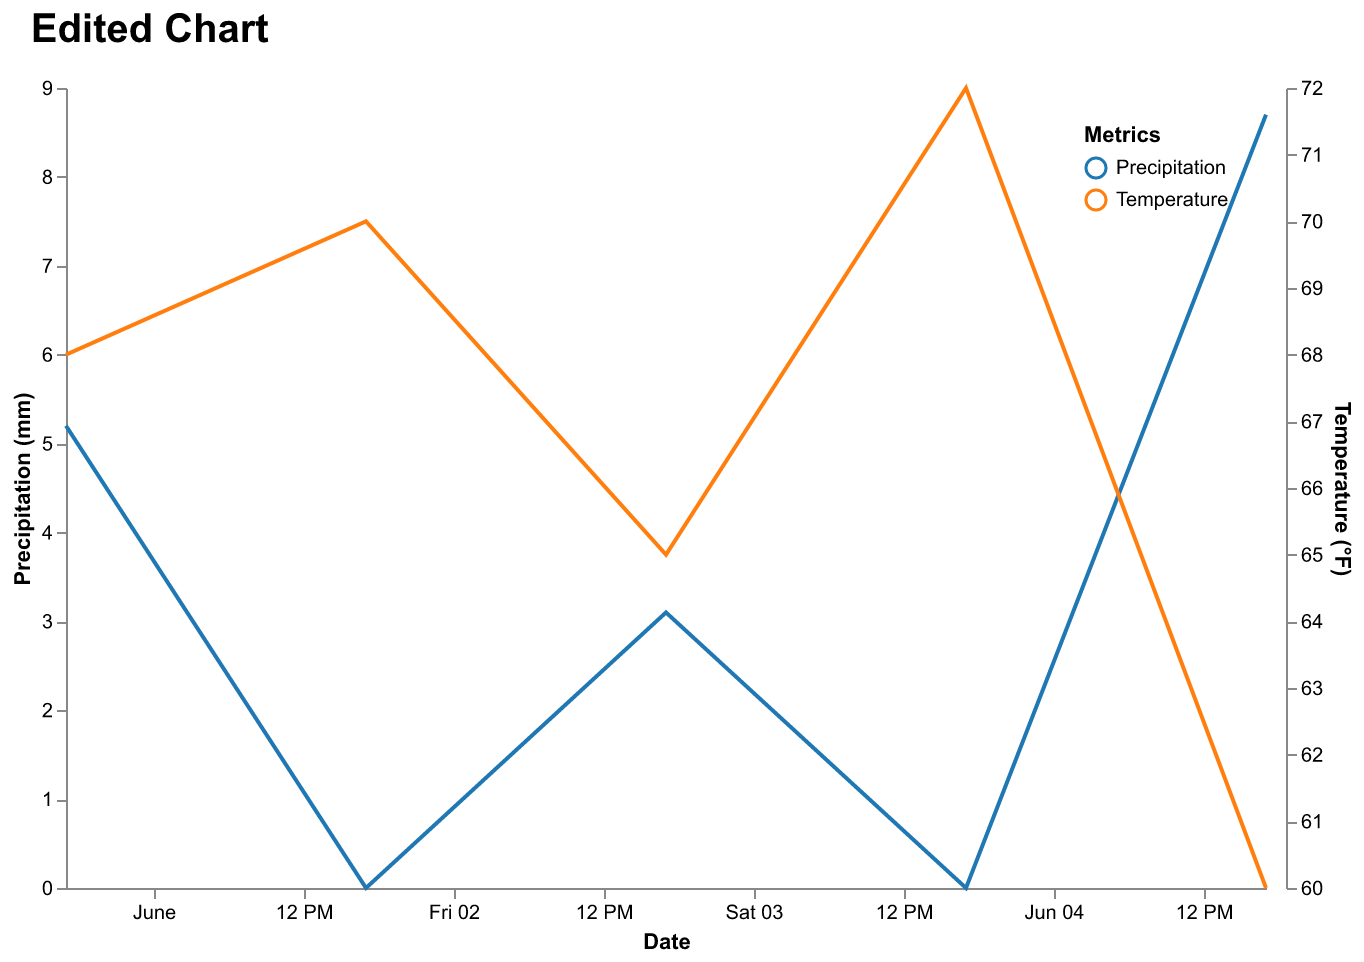 Edited Chart
Metrics
Precipitation
Temperature
Precipitation (mm)
9
8
7
6
5
4
3
2
1
0
Temperature (°F)
72
71
70
69
68
67
66
65
64
63
62
61
60
June
12 PM
Fri 02
12 PM
Sat 03
12 PM
Jun 04
12 PM
Date